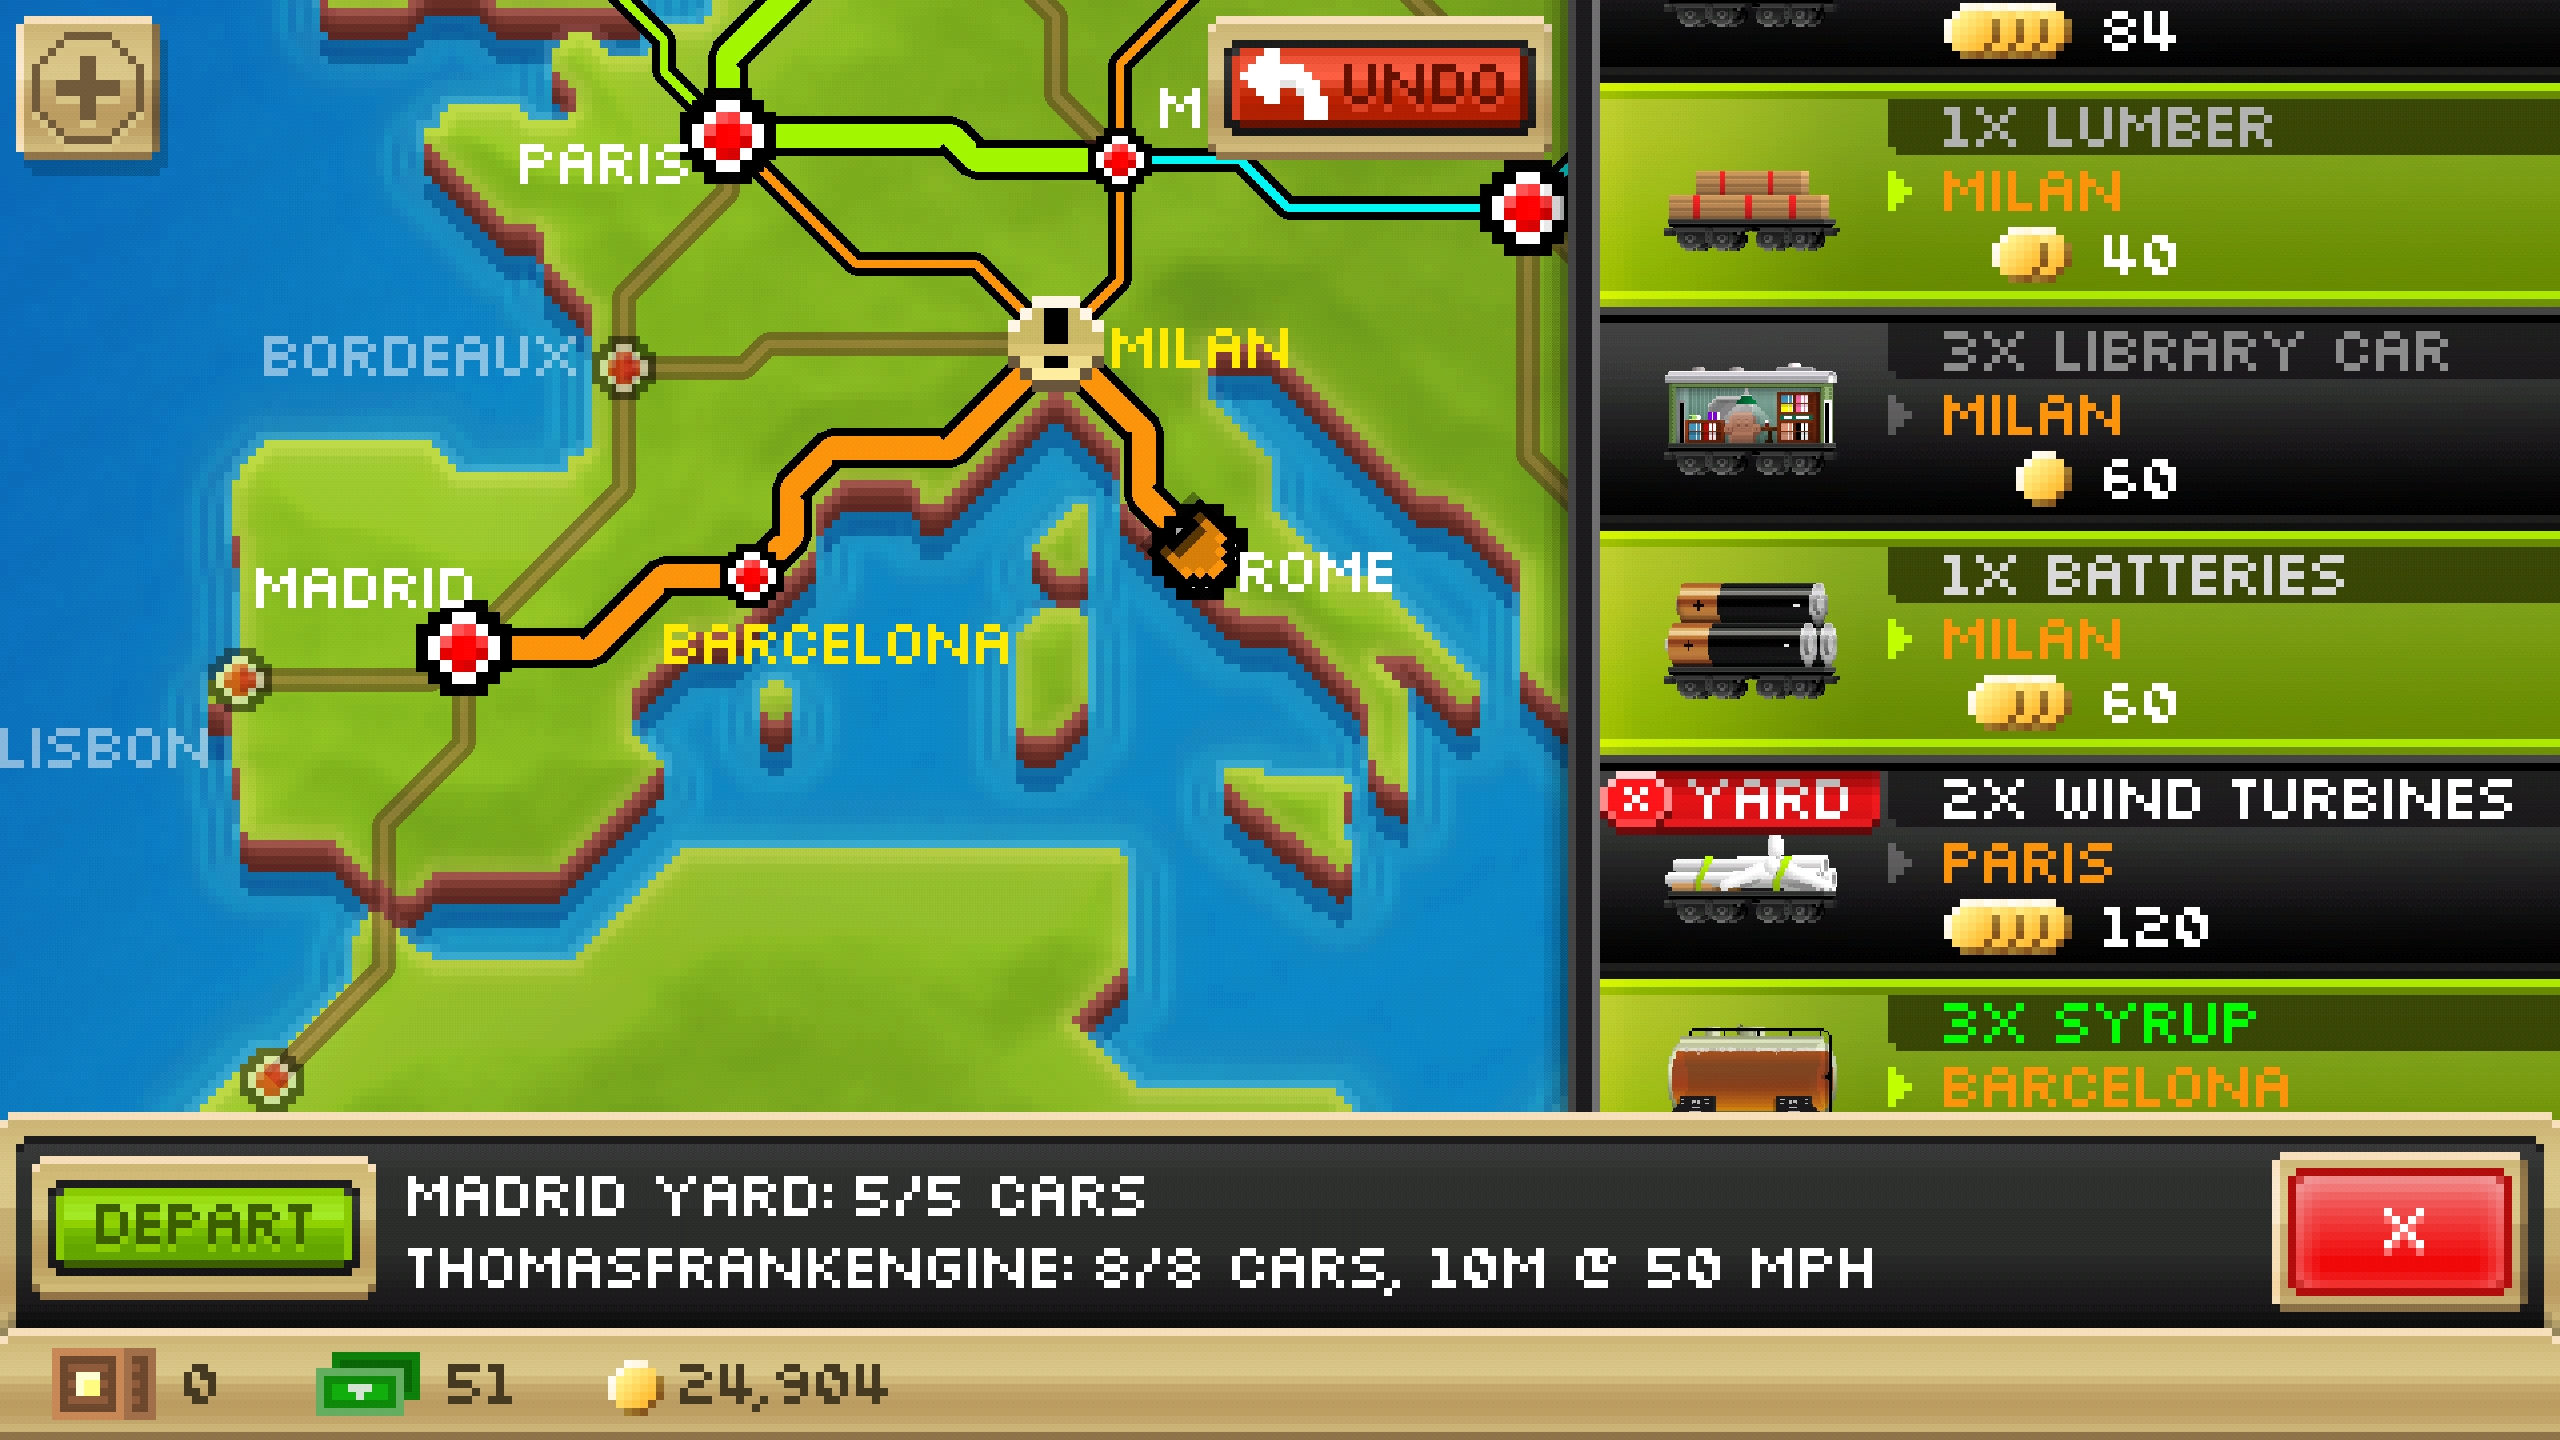 PARIS
M
UNDO
BORDEAUX
MILAN
ROME
MADRID
BARCELONA
LISBON
84
1X LUMBER
MILAN
40
3X LIBRARY CAR
MILAN
60
1X BATTERIES
MILAN
60
YARD
2X WIND TURBINES
PARIS
120
3X SYRUP
BARCELONA
DEPART
MADRID YARD: 5/5 CARS
THOMASFRANKENGINE: 8/8 CARS, 10M @ 50 MPH
X
0
51
24,904